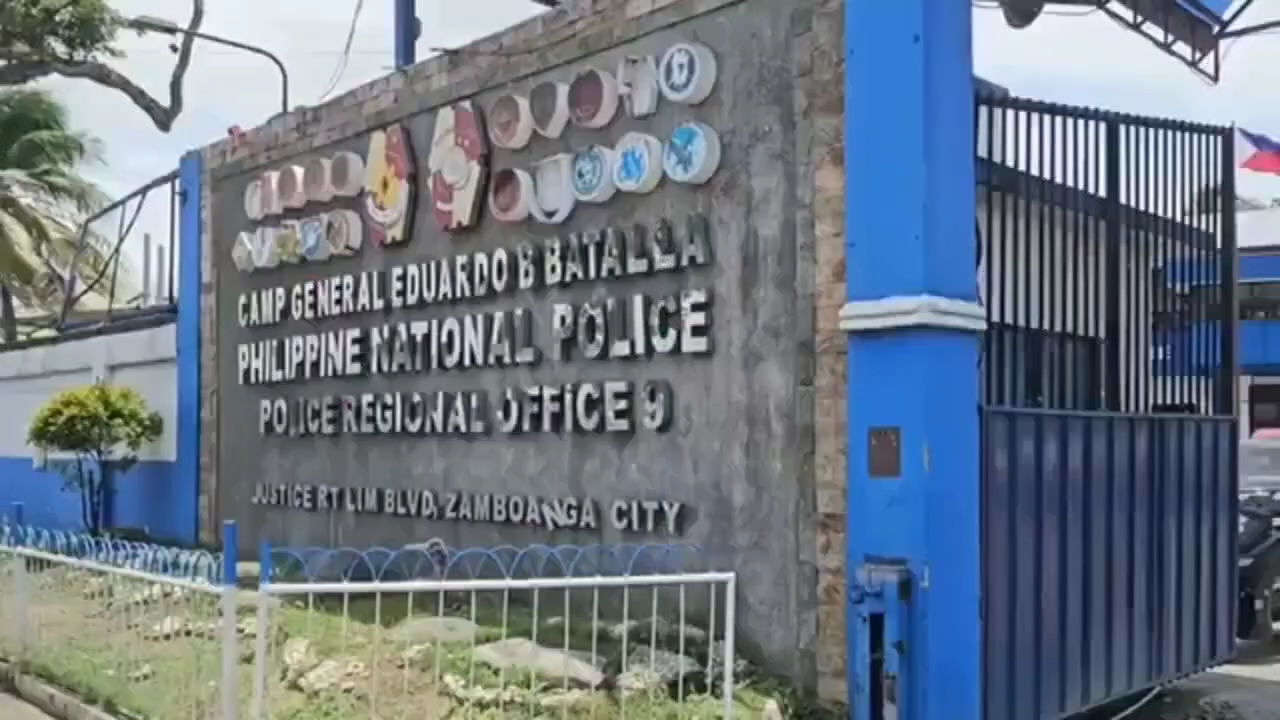 CAMP GENERAL EDUARDO B BATALLA
PHILIPPINE NATIONAL POLICE
POLICE REGIONAL OFFICE 9
JUSTICE RT LIM BLVD, ZAMBOANGA CITY